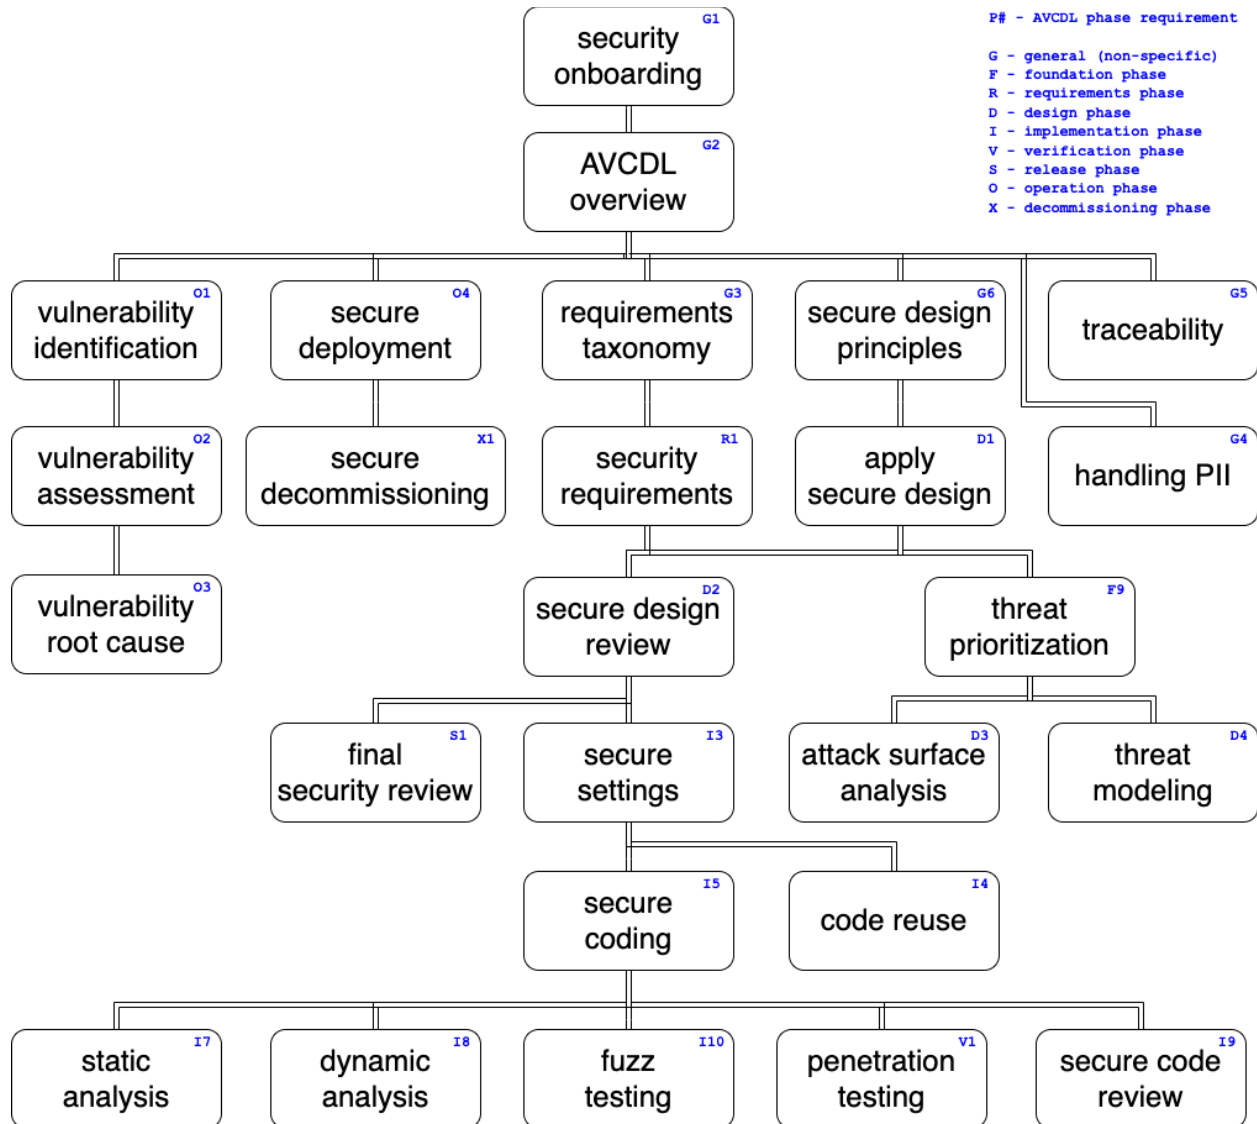 G1
security
onboarding
P# - AVCDL phase requirement
G - general (non-specific)
F - foundation phase
R - requirements phase
D - design phase
I - implementation phase
V - verification phase
S - release phase
O - operation phase
X - decommissioning phase
G2
AVCDL
overview
O1
vulnerability
identification
O4
secure
deployment
G3
requirements
taxonomy
G6
secure design
principles
G5
traceability
O2
vulnerability
assessment
X1
secure
decommissioning
R1
security
requirements
D1
apply
secure design
G4
handling PII
O3
vulnerability
root cause
D2
secure design
review
F9
threat
prioritization
S1
final
security review
I3
secure
settings
D3
attack surface
analysis
D4
threat
modeling
I5
secure
coding
I4
code reuse
I7
static
analysis
I8
dynamic
analysis
I10
fuzz
testing
V1
penetration
testing
I9
secure code
review